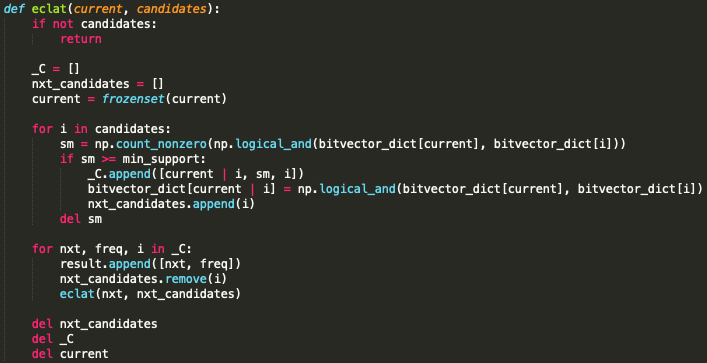 def eclat(current, candidates):
    if not candidates:
        return

    _C = []
    nxt_candidates = []
    current = frozenset(current)

    for i in candidates:
        sm = np.count_nonzero(np.logical_and(bitvector_dict[current], bitvector_dict[i]))
        if sm >= min_support:
            _C.append([current | i, sm, i])
            bitvector_dict[current | i] = np.logical_and(bitvector_dict[current], bitvector_dict[i])
            nxt_candidates.append(i)
        del sm

    for nxt, freq, i in _C:
        result.append([nxt, freq])
        nxt_candidates.remove(i)
        eclat(nxt, nxt_candidates)

    del nxt_candidates
    del _C
    del current